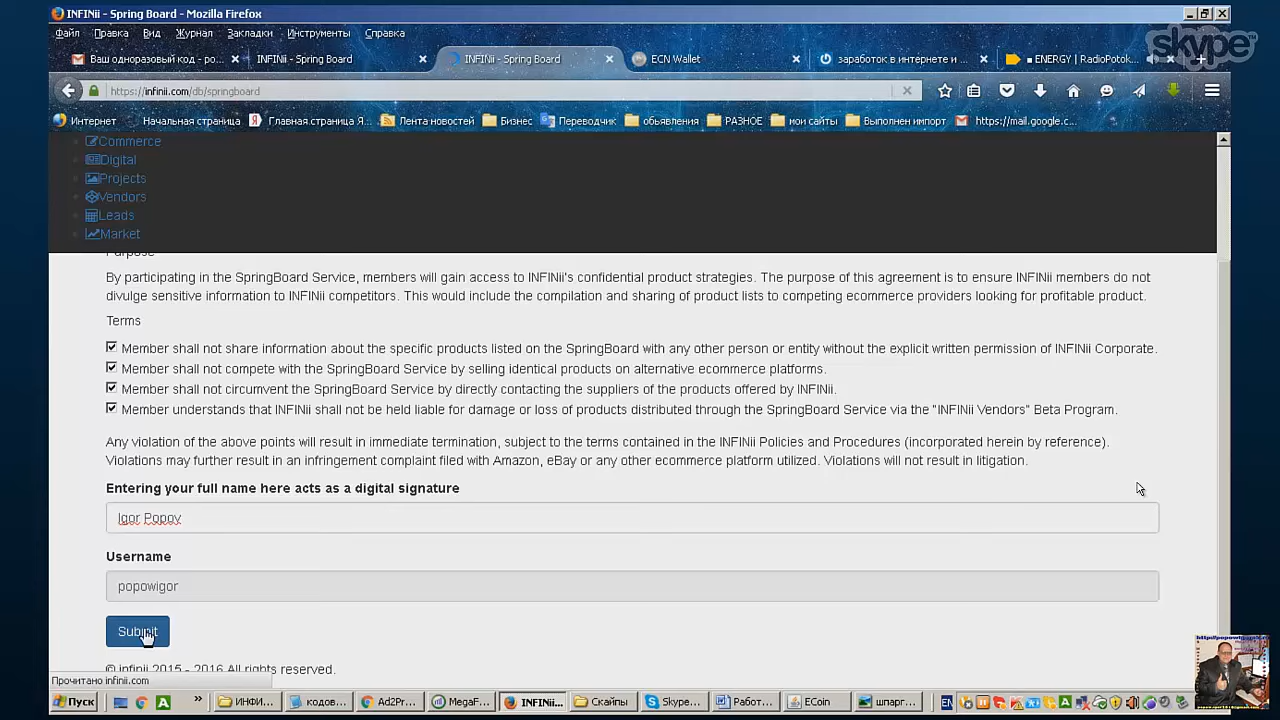 INFINii - Spring Board - Mozilla Firefox
Файл Правка Вид Журнал Закладки Инструменты Справка
skype™
Ваш одноразовый код - po... INFINii - Spring Board INFINii - Spring Board ECN Wallet заработок в интернете и ... ENERGY | RadioPotok
https://infinii.com/db/springboard
Интернет Начальная страница Главная страница Я... Лента новостей Бизнес Переводчик обьявления РАЗНОЕ мои сайты Выполнен импорт https://mail.google.c...
Commerce
Digital
Projects
Vendors
Leads
Market
Purpose
By participating in the SpringBoard Service, members will gain access to INFINii's confidential product strategies. The purpose of this agreement is to ensure INFINii members do not
divulge sensitive information to INFINii competitors. This would include the compilation and sharing of product lists to competing ecommerce providers looking for profitable product.
Terms
Member shall not share information about the specific products listed on the SpringBoard with any other person or entity without the explicit written permission of INFINii Corporate.
Member shall not compete with the SpringBoard Service by selling identical products on alternative ecommerce platforms.
Member shall not circumvent the SpringBoard Service by directly contacting the suppliers of the products offered by INFINii.
Member understands that INFINii shall not be held liable for damage or loss of products distributed through the SpringBoard Service via the "INFINii Vendors" Beta Program.
Any violation of the above points will result in immediate termination, subject to the terms contained in the INFINii Policies and Procedures (incorporated herein by reference).
Violations may further result in an infringement complaint filed with Amazon, eBay or any other ecommerce platform utilized. Violations will not result in litigation.
Entering your full name here acts as a digital signature
Igor Popov
Username
popowigor
Submit
© infinii 2015 - 2016 All rights reserved.
Прочитано infinii.com
Пуск » ИНФИ... кодов... Ad2Pr... MegaF... INFINii... Скайпы Skype... Работ... ECoin шпарг... EN